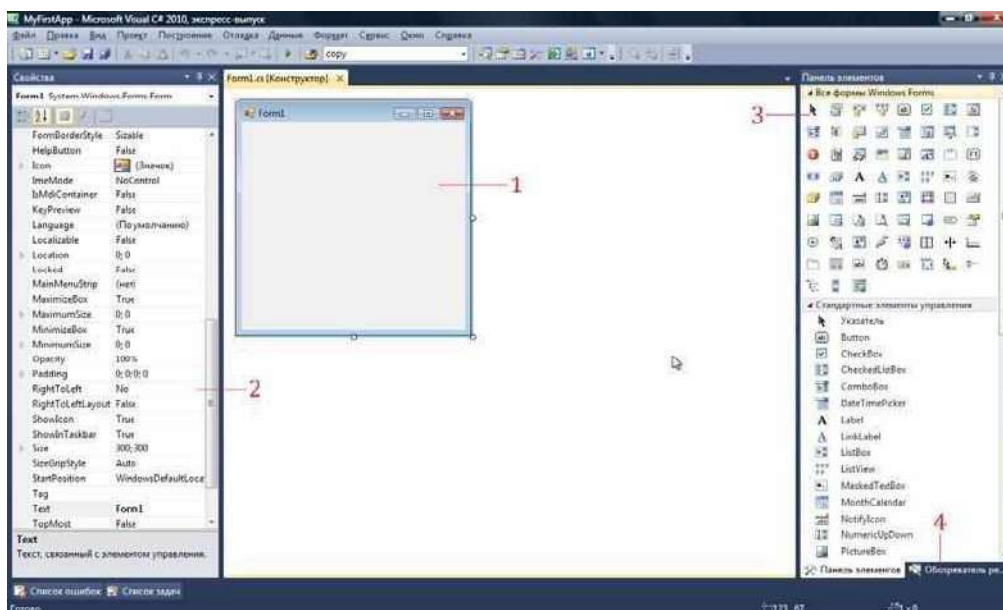 MyFirstApp - Microsoft Visual C# 2010, экспресс-выпуск
Файл Правка Вид Проект Построение Отладка Данные Формат Сервис Окно Справка
copy
Свойства
Form1 System.Windows.Forms.Form
FormBorderStyle Sizable
HelpButton False
Icon (Значок)
ImeMode NoControl
IsMdiContainer False
KeyPreview False
Language (По умолчанию)
Localizable False
Location 0; 0
Locked False
MainMenuStrip (нет)
MaximizeBox True
MaximumSize 0; 0
MinimizeBox True
MinimumSize 0; 0
Opacity 100%
Padding 0; 0; 0; 0
RightToLeft No
RightToLeftLayout False
ShowIcon True
ShowInTaskbar True
Size 300; 300
SizeGripStyle Auto
StartPosition WindowsDefaultLoca
Tag
Text Form1
TopMost False
Text
Текст, связанный с элементом управления.
2
Form1.cs [Конструктор]
Form1
1
Панель элементов
Все формы Windows Forms
3
Стандартные элементы управления
Указатель
Button
CheckBox
CheckedListBox
ComboBox
DateTimePicker
Label
LinkLabel
ListBox
ListView
MaskedTextBox
MonthCalendar
NotifyIcon
NumericUpDown
PictureBox
4
Панель элементов Обозреватель ре...
Список ошибок Список задач
Готово